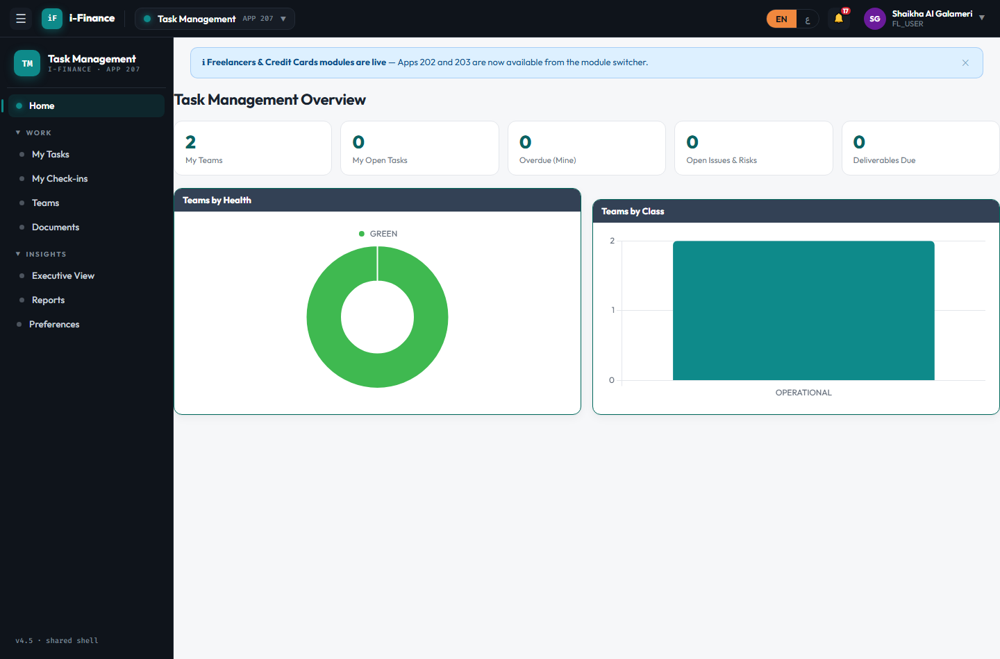 ☰ iF i-Finance Task Management APP 207 ▼ EN ع 17 SG Shaikha Al Galameri ▼
FL_USER
TM Task Management
I-FINANCE · APP 207
Home
▼ WORK
My Tasks
My Check-ins
Teams
Documents
▼ INSIGHTS
Executive View
Reports
Preferences
v4.5 · shared shell
i Freelancers & Credit Cards modules are live — Apps 202 and 203 are now available from the module switcher. ×
Task Management Overview
2
My Teams
0
My Open Tasks
0
Overdue (Mine)
0
Open Issues & Risks
0
Deliverables Due
Teams by Health
GREEN
Teams by Class
2
1
0
OPERATIONAL